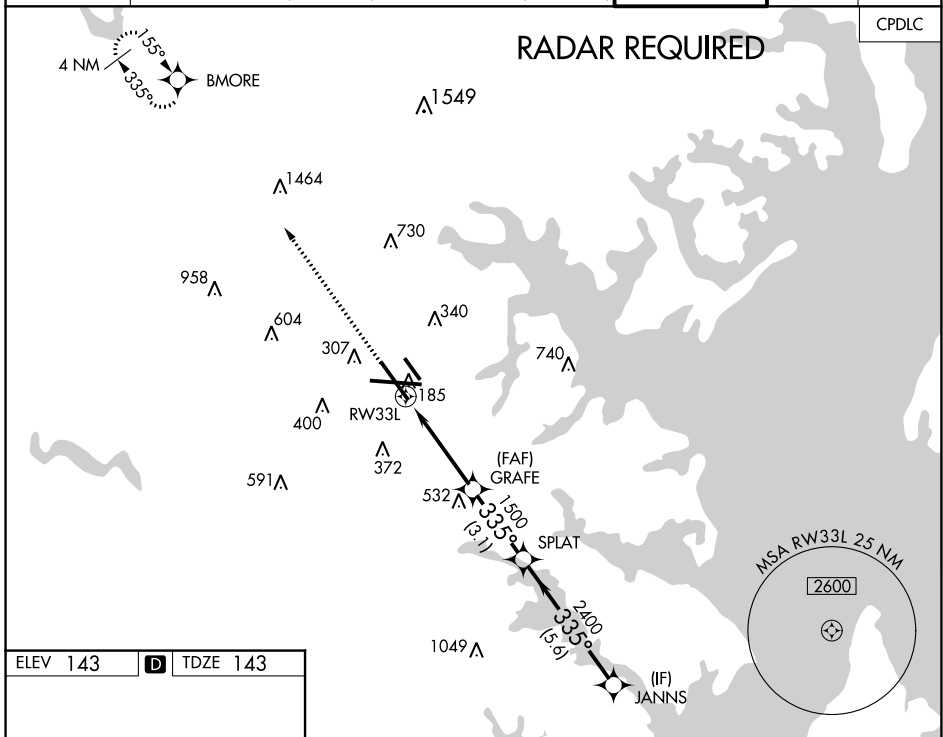 CPDLC
RADAR REQUIRED
155°
4 NM
335°
BMORE
1549
1464
730
958
604
340
307
740
185
RW33L
400
372
(FAF)
GRAFE
591
532
1500
335°
(3.1)
SPLAT
MSA RW33L 25 NM
2600
2400
335°
(5.6)
1049
(IF)
JANNS
ELEV 143 D TDZE 143